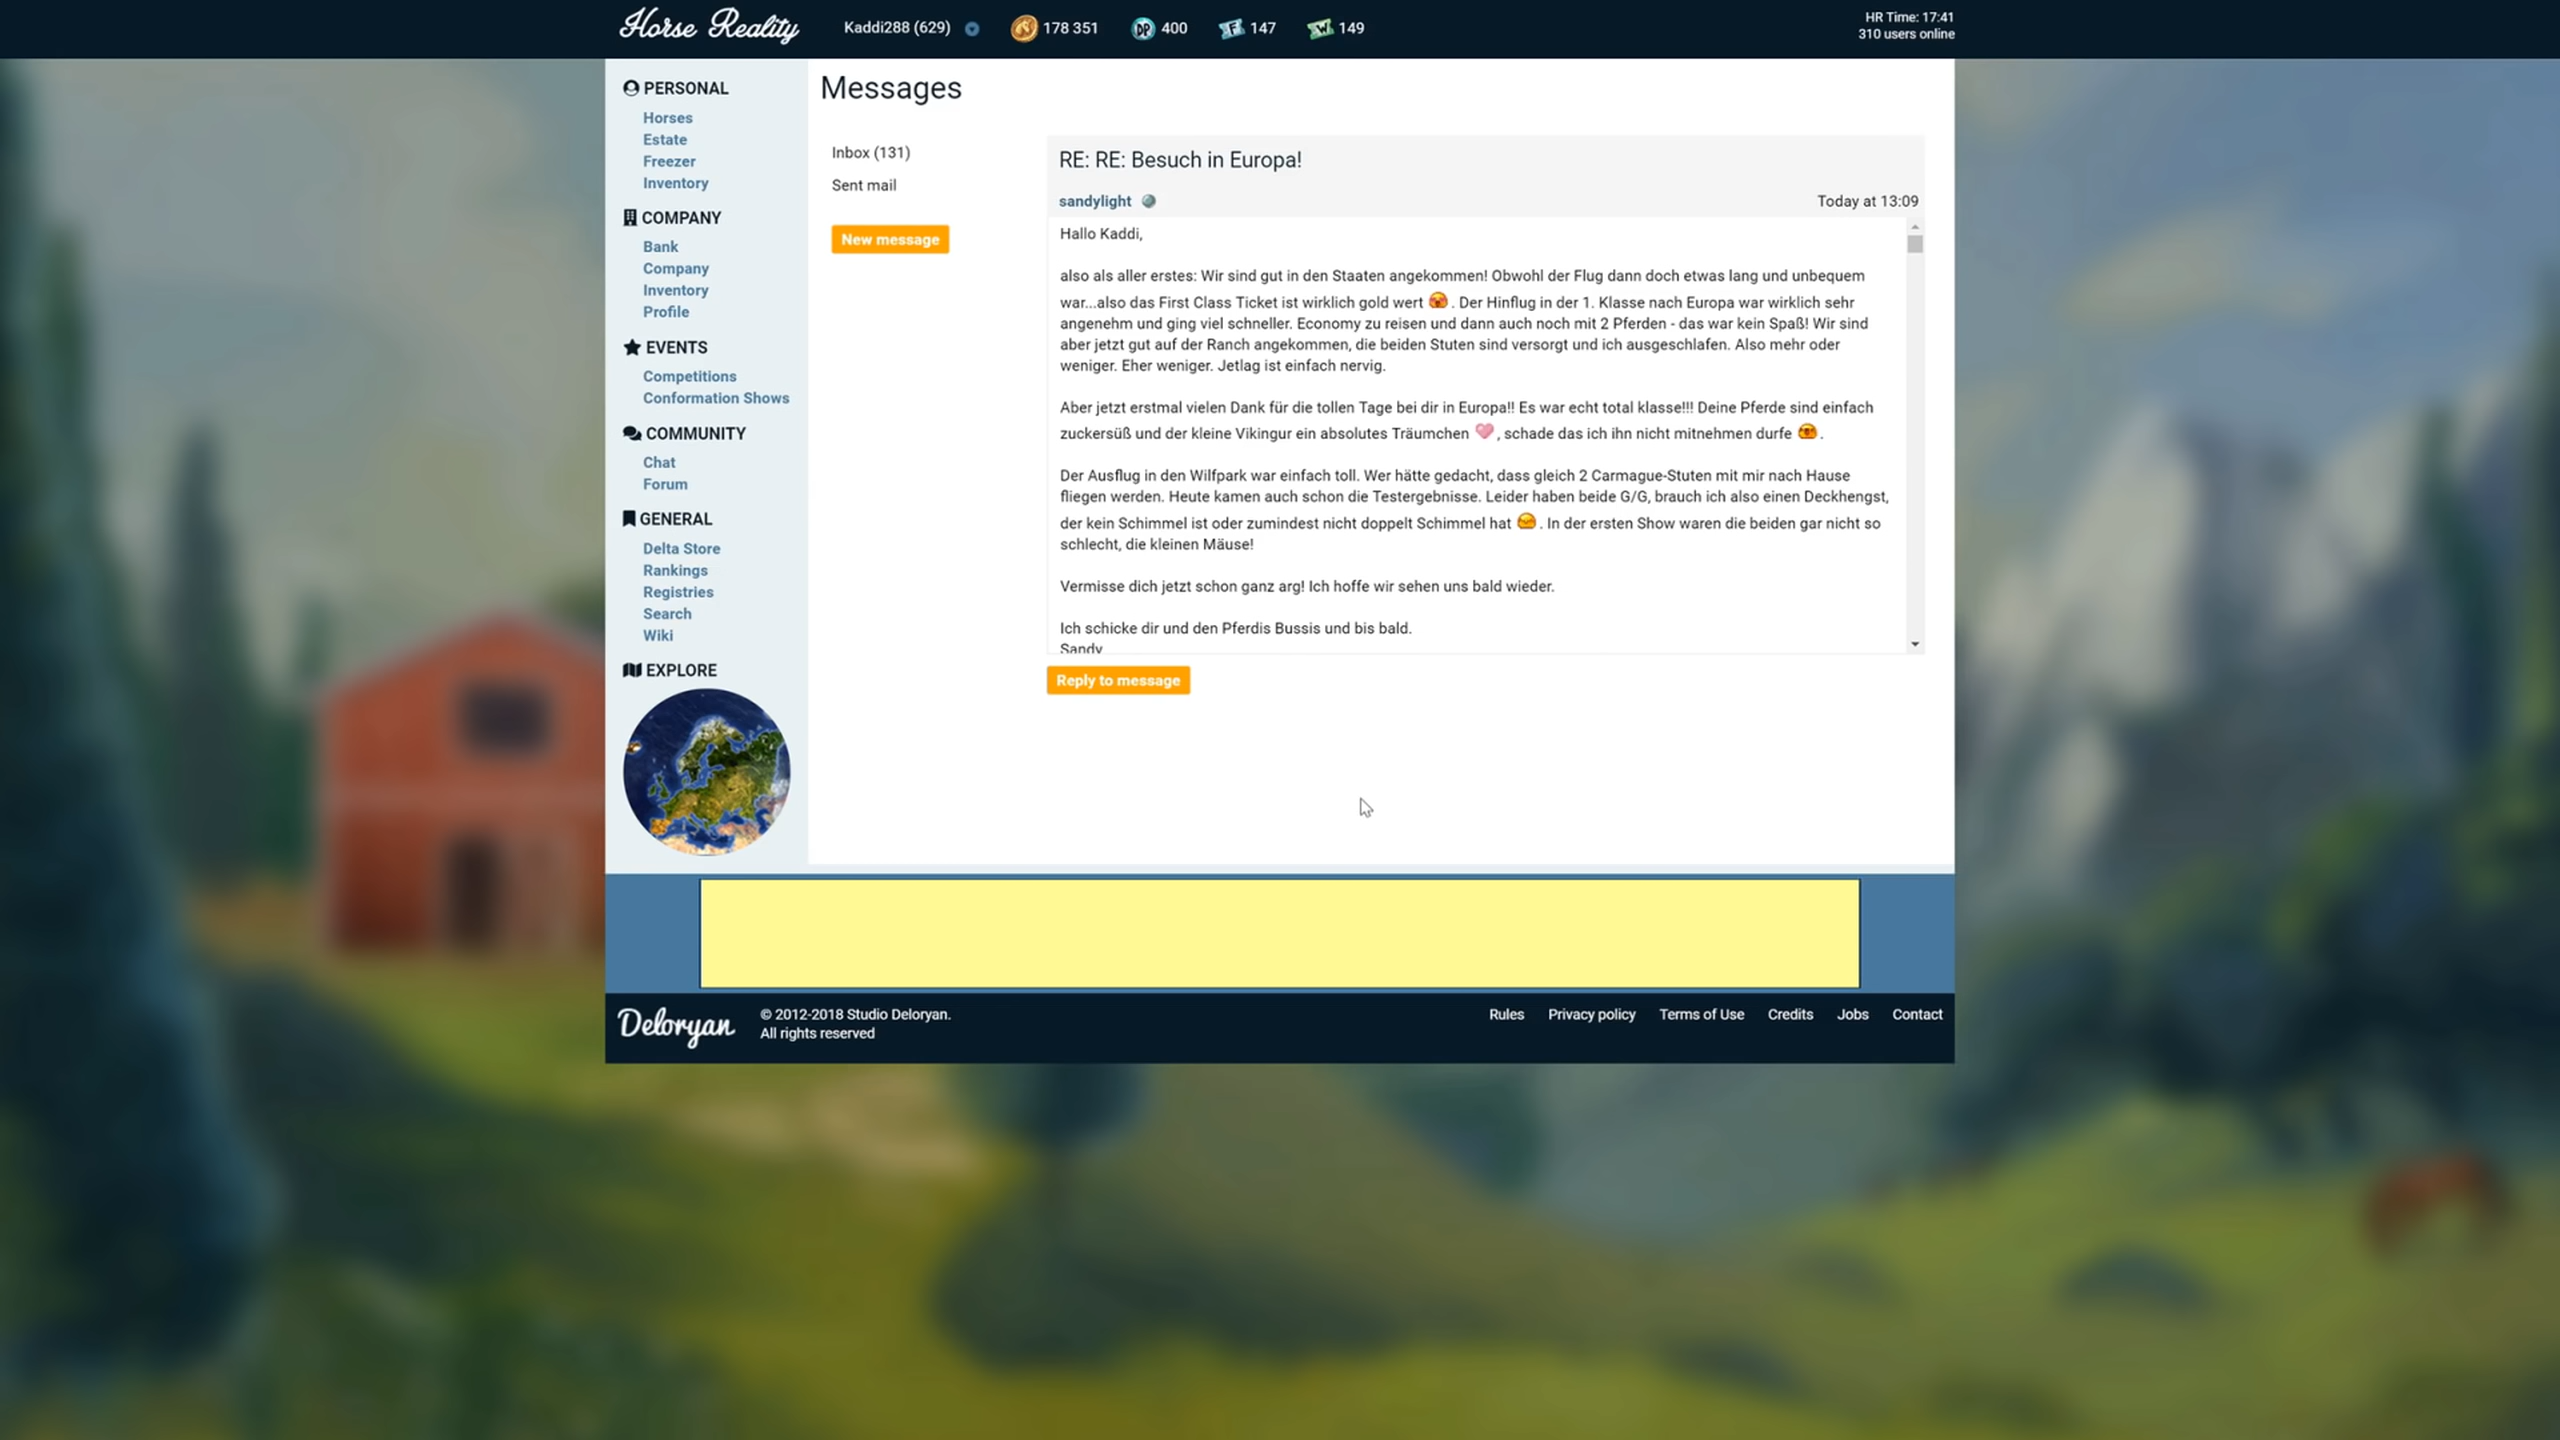 Horse Reality
Kaddi288 (629)
178 351
DP 400
F 147
W 149
HR Time: 17:41
310 users online
PERSONAL
Horses
Estate
Freezer
Inventory
COMPANY
Bank
Company
Inventory
Profile
EVENTS
Competitions
Conformation Shows
COMMUNITY
Chat
Forum
GENERAL
Delta Store
Rankings
Registries
Search
Wiki
EXPLORE
Messages
Inbox (131)
Sent mail
New message
RE: RE: Besuch in Europa!
sandylight
Today at 13:09
Hallo Kaddi,
also als aller erstes: Wir sind gut in den Staaten angekommen! Obwohl der Flug dann doch etwas lang und unbequem
war...also das First Class Ticket ist wirklich gold wert . Der Hinflug in der 1. Klasse nach Europa war wirklich sehr
angenehm und ging viel schneller. Economy zu reisen und dann auch noch mit 2 Pferden - das war kein Spaß! Wir sind
aber jetzt gut auf der Ranch angekommen, die beiden Stuten sind versorgt und ich ausgeschlafen. Also mehr oder
weniger. Eher weniger. Jetlag ist einfach nervig.
Aber jetzt erstmal vielen Dank für die tollen Tage bei dir in Europa!! Es war echt total klasse!!! Deine Pferde sind einfach
zuckersüß und der kleine Vikingur ein absolutes Träumchen , schade das ich ihn nicht mitnehmen durfe .
Der Ausflug in den Wilfpark war einfach toll. Wer hätte gedacht, dass gleich 2 Carmague-Stuten mit mir nach Hause
fliegen werden. Heute kamen auch schon die Testergebnisse. Leider haben beide G/G, brauch ich also einen Deckhengst,
der kein Schimmel ist oder zumindest nicht doppelt Schimmel hat . In der ersten Show waren die beiden gar nicht so
schlecht, die kleinen Mäuse!
Vermisse dich jetzt schon ganz arg! Ich hoffe wir sehen uns bald wieder.
Ich schicke dir und den Pferdis Bussis und bis bald.
Sandy
Reply to message
Deloryan
© 2012-2018 Studio Deloryan.
All rights reserved
Rules
Privacy policy
Terms of Use
Credits
Jobs
Contact